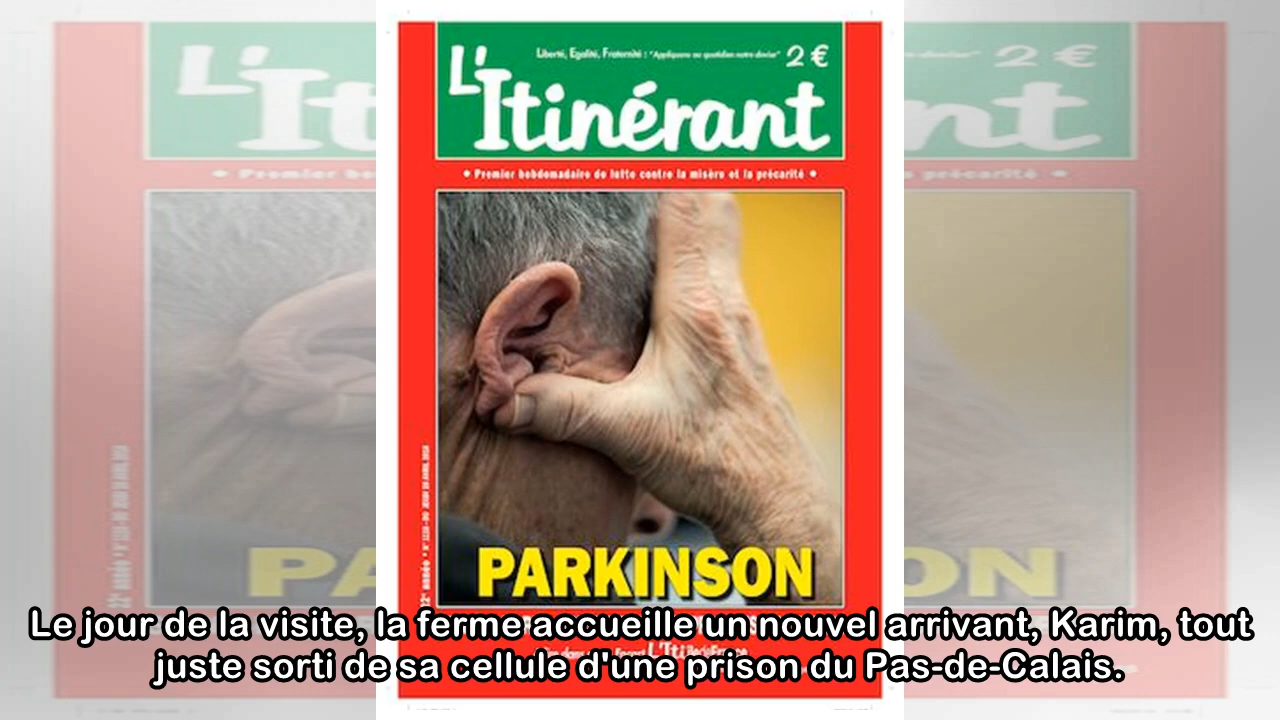 Liberté, Egalité, Fraternité : "Appliquons au quotidien notre devise" 2 €
L'Itinérant
• Premier hebdomadaire de lutte contre la misère et la précarité •
PARKINSON
Le jour de la visite, la ferme accueille un nouvel arrivant, Karim, tout
juste sorti de sa cellule d'une prison du Pas-de-Calais.